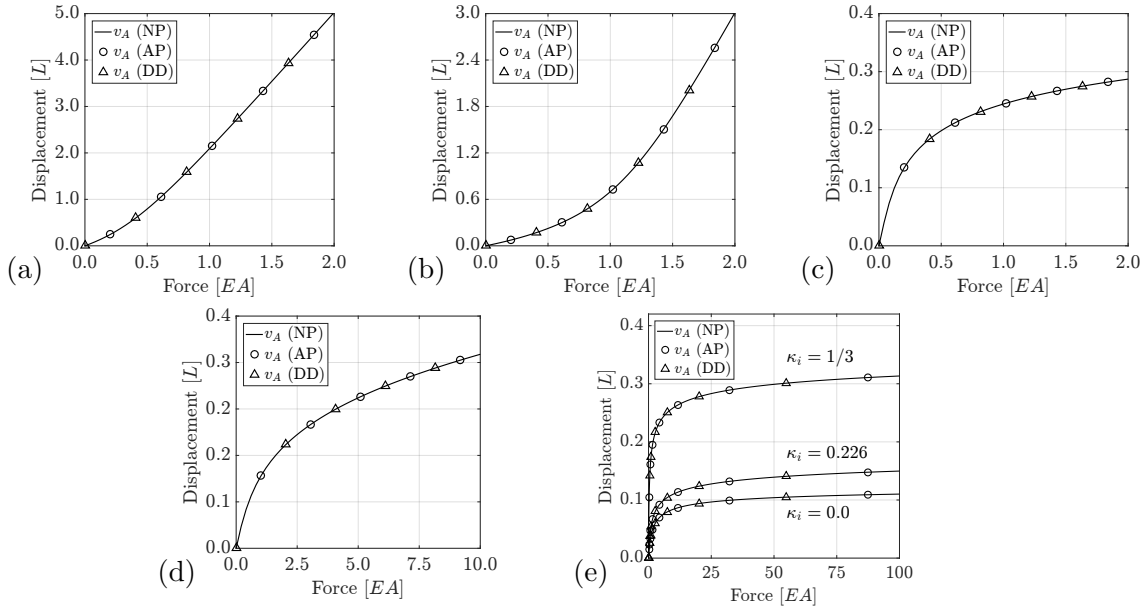 5.0
4.0
3.0
2.0
1.0
0.0
Displacement [L]
v_A (NP)
v_A (AP)
v_A (DD)
0.0 0.5 1.0 1.5 2.0
Force [EA]
(a)
3.0
2.4
1.8
1.2
0.6
0.0
Displacement [L]
v_A (NP)
v_A (AP)
v_A (DD)
0.0 0.5 1.0 1.5 2.0
Force [EA]
(b)
0.4
0.3
0.2
0.1
0.0
Displacement [L]
v_A (NP)
v_A (AP)
v_A (DD)
0.0 0.5 1.0 1.5 2.0
Force [EA]
(c)
0.4
0.3
0.2
0.2
0.1
0.0
Displacement [L]
v_A (NP)
v_A (AP)
v_A (DD)
0.0 2.5 5.0 7.5 10.0
Force [EA]
(d)
0.4
0.3
0.2
0.1
0.0
Displacement [L]
v_A (NP)
v_A (AP)
v_A (DD)
κ_i = 1/3
κ_i = 0.226
κ_i = 0.0
0 25 50 75 100
Force [EA]
(e)